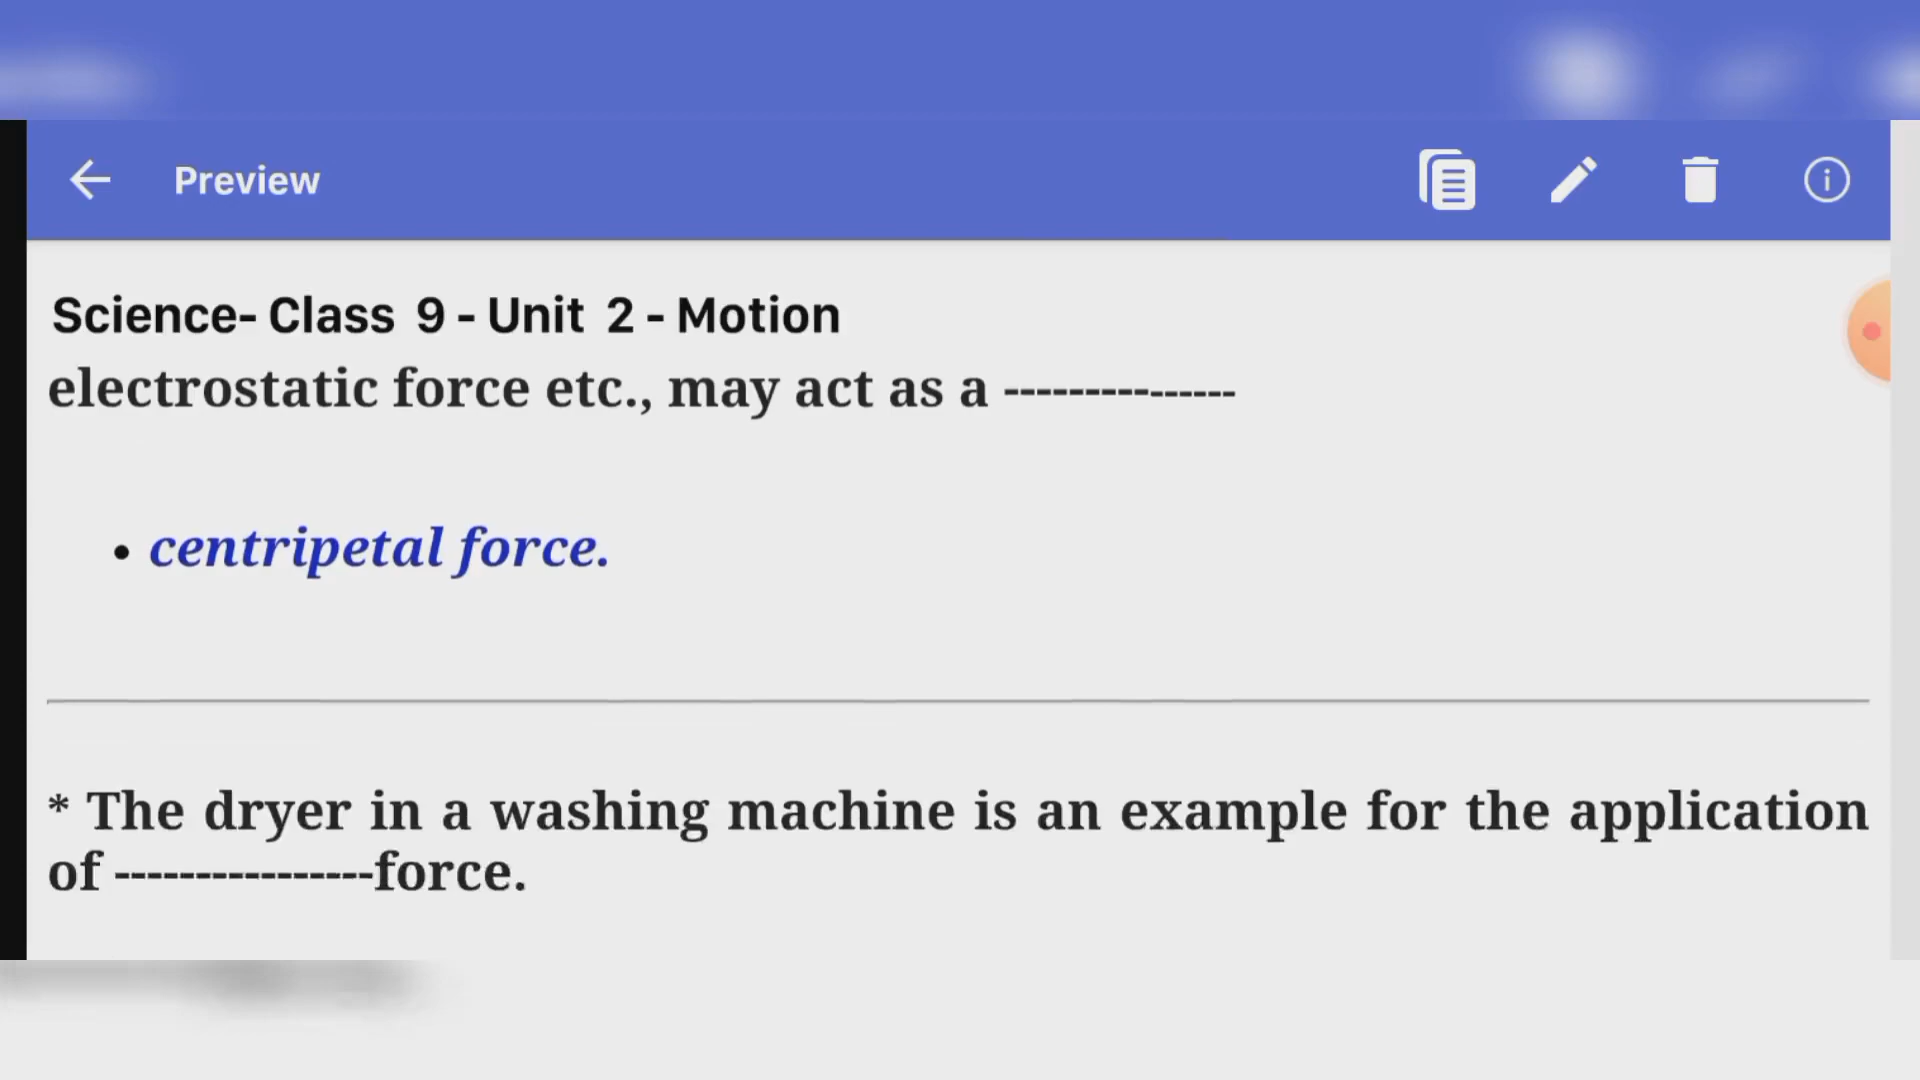 Preview
Science- Class 9 - Unit 2 - Motion
electrostatic force etc., may act as a ---------------
• centripetal force.
* The dryer in a washing machine is an example for the application
of ----------------force.